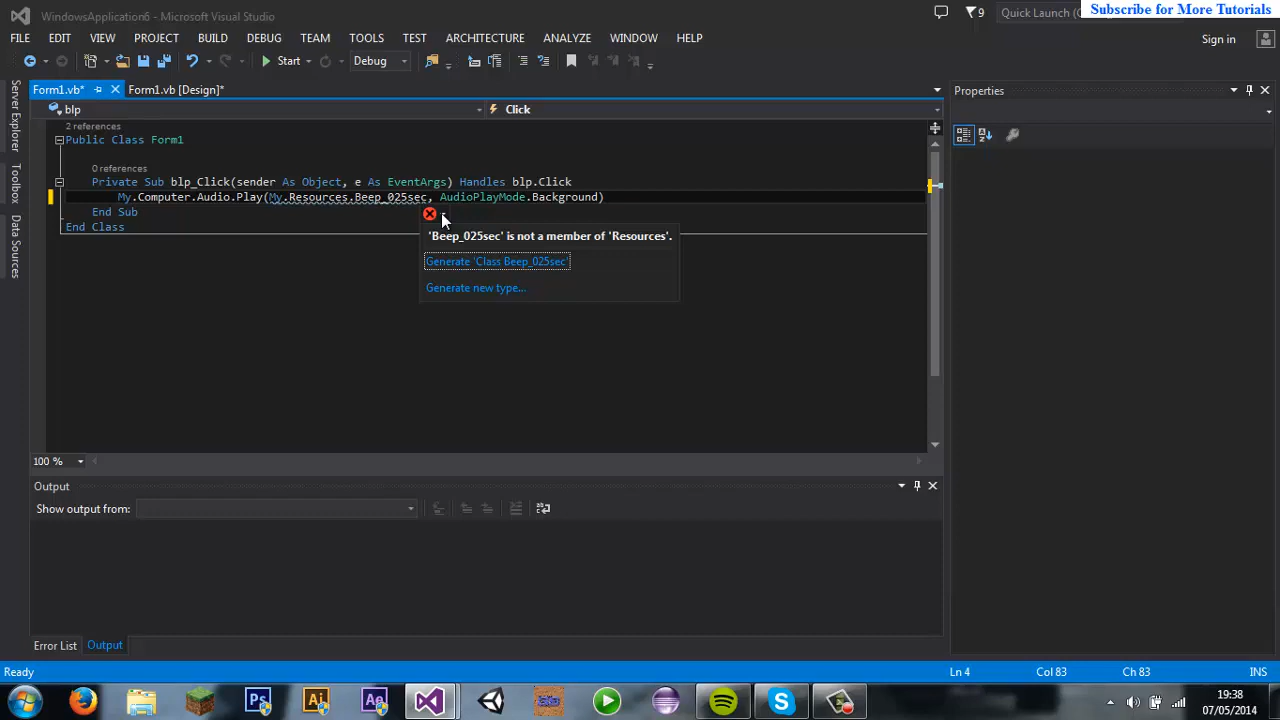 WindowsApplication6 - Microsoft Visual Studio
9
Quick Launch (C
Subscribe for More Tutorials
FILE EDIT VIEW PROJECT BUILD DEBUG TEAM TOOLS TEST ARCHITECTURE ANALYZE WINDOW HELP
Sign in
Start Debug
Form1.vb* Form1.vb [Design]*
Properties
blp Click
Server Explorer
Toolbox
Data Sources
2 references
Public Class Form1
0 references
Private Sub blp_Click(sender As Object, e As EventArgs) Handles blp.Click
My.Computer.Audio.Play(My.Resources.Beep_025sec, AudioPlayMode.Background)
End Sub
End Class
'Beep_025sec' is not a member of 'Resources'.
Generate 'Class Beep_025sec'
Generate new type...
100 %
Output
Show output from:
Error List Output
Ready Ln 4 Col 83 Ch 83 INS
Ps Ai Ae
19:38
07/05/2014